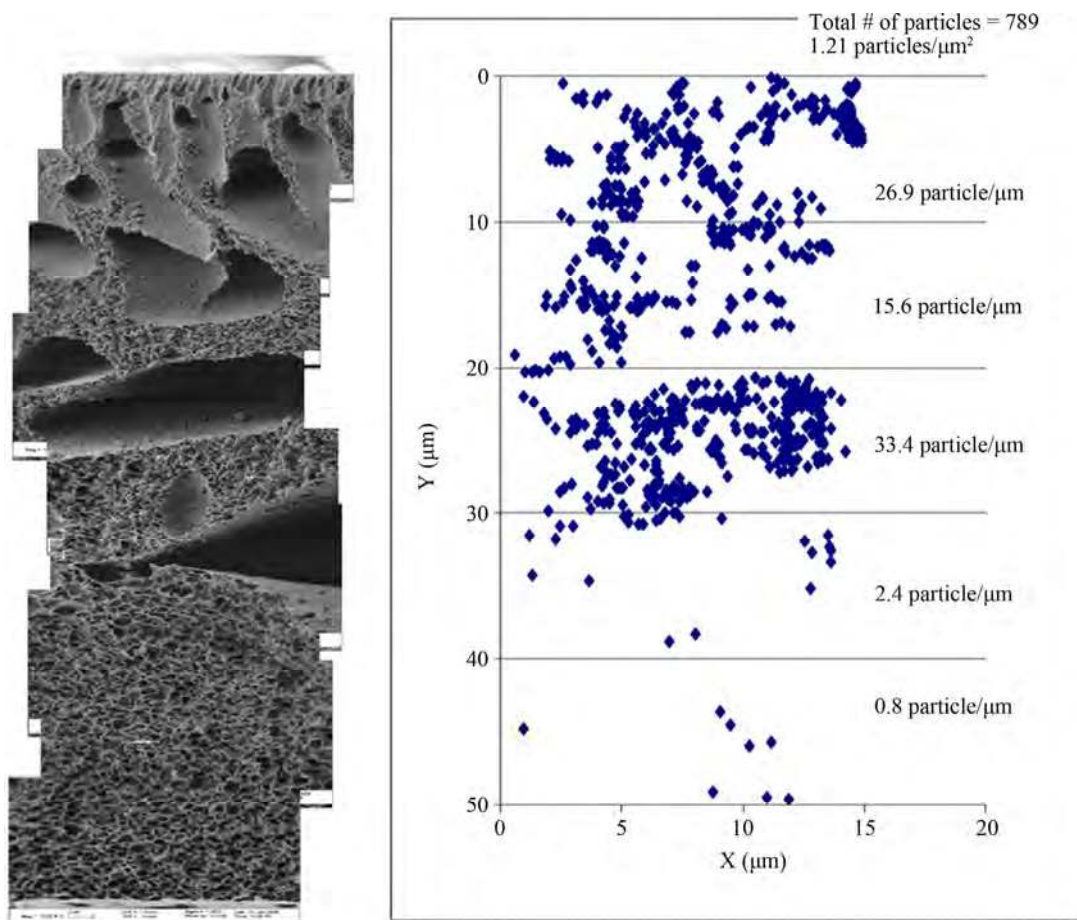 Total # of particles = 789
1.21 particles/μm²
0
26.9 particle/μm
10
15.6 particle/μm
20
33.4 particle/μm
30
2.4 particle/μm
40
0.8 particle/μm
50
Y (μm)
0 5 10 15 20
X (μm)